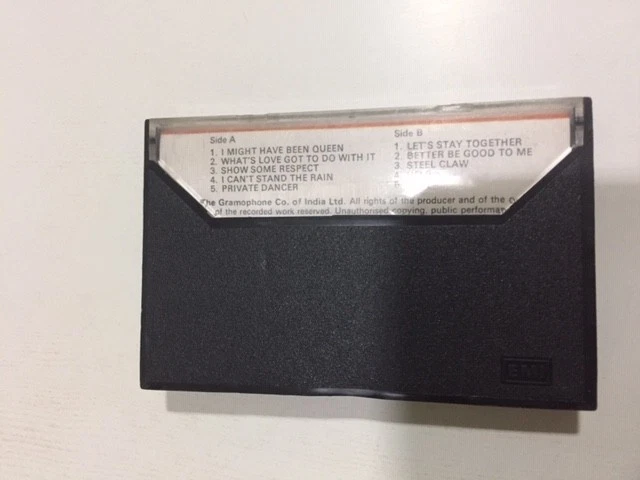 Side A
1. I MIGHT HAVE BEEN QUEEN
2. WHAT'S LOVE GOT TO DO WITH IT
3. SHOW SOME RESPECT
4. I CAN'T STAND THE RAIN
5. PRIVATE DANCER
Side B
1. LET'S STAY TOGETHER
2. BETTER BE GOOD TO ME
3. STEEL CLAW
The Gramophone Co. of India Ltd. All rights of the producer and of the
of the recorded work reserved. Unauthorised copying, public
EMI